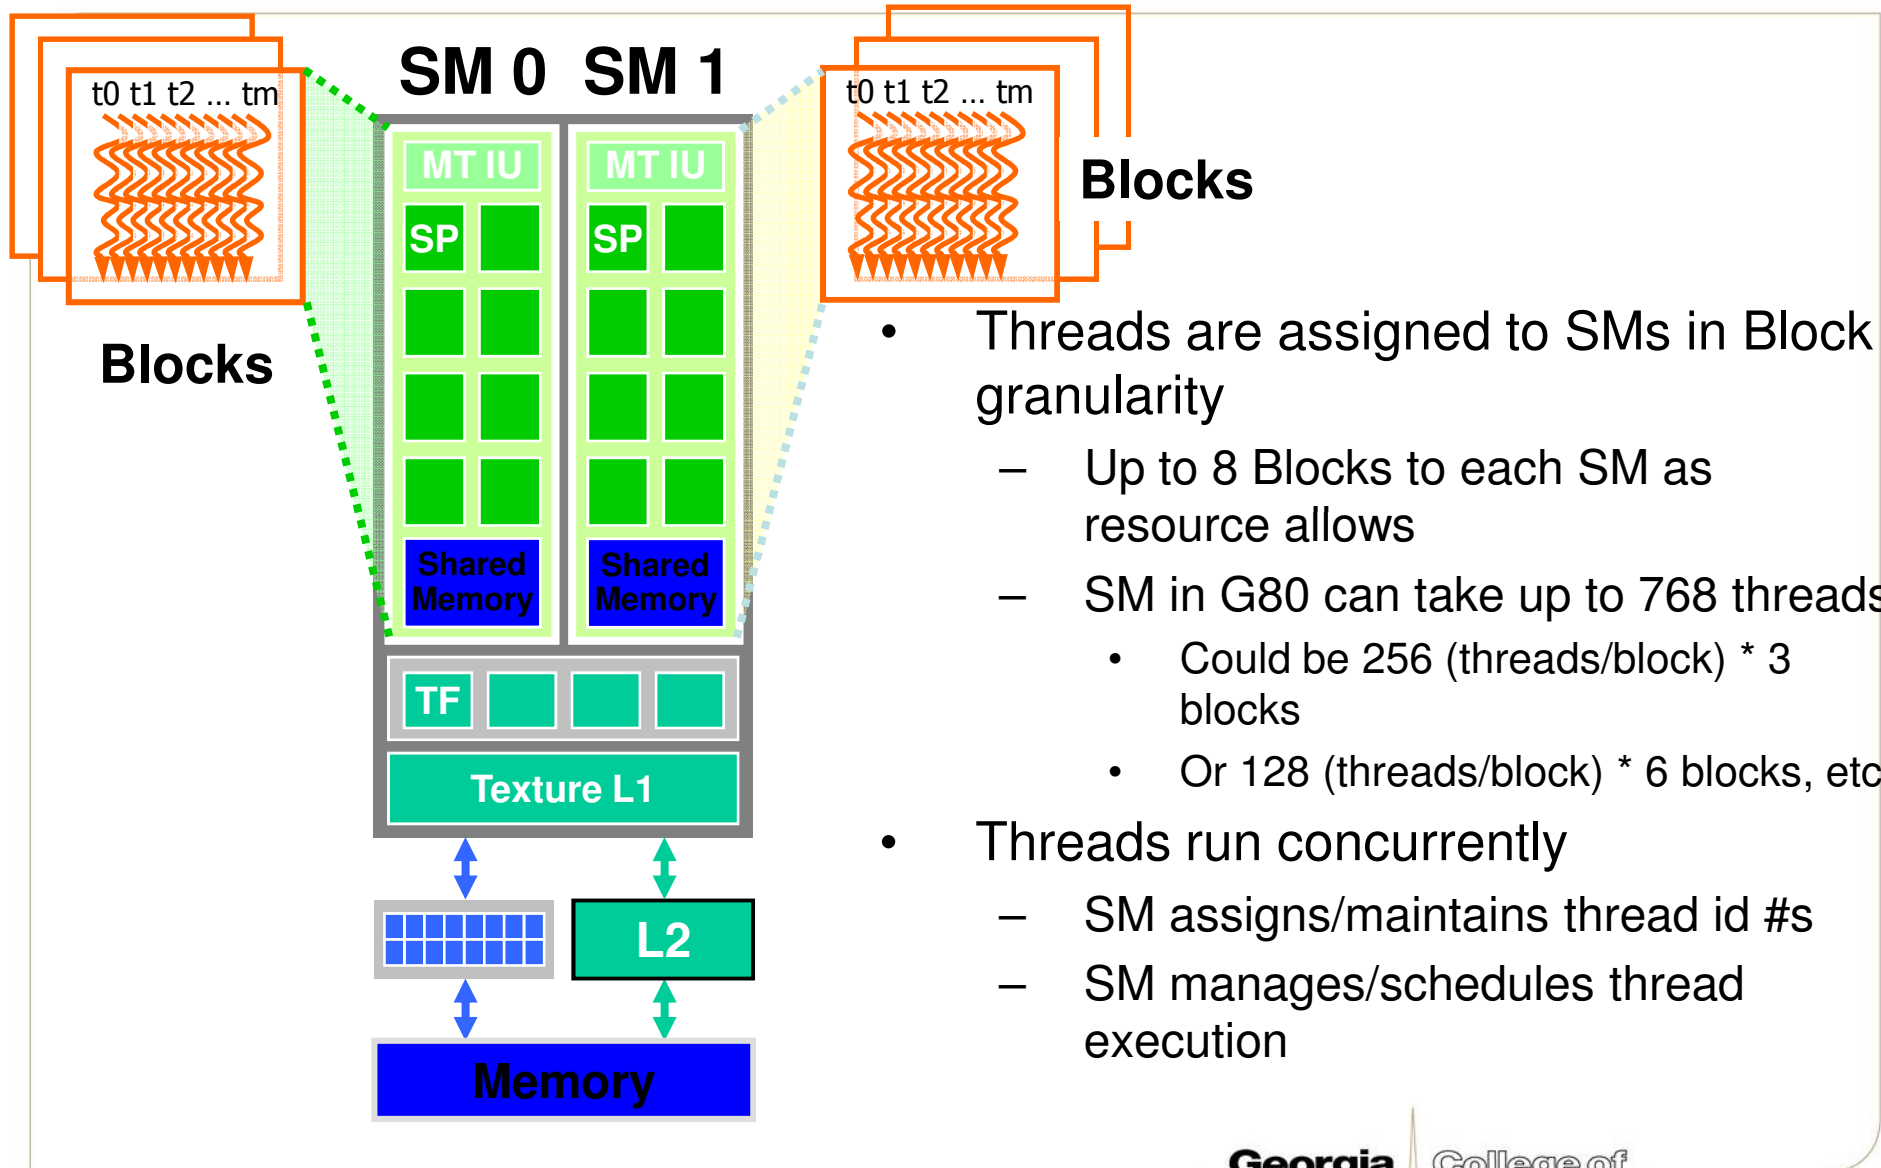 SM 0 SM 1
t0 t1 t2 ... tm
t0 t1 t2 ... tm
Blocks
Blocks
MT IU
MT IU
SP
SP
Shared
Memory
Shared
Memory
TF
Texture L1
L2
Memory
• Threads are assigned to SMs in Block
granularity
– Up to 8 Blocks to each SM as
resource allows
– SM in G80 can take up to 768 threads
• Could be 256 (threads/block) * 3
blocks
• Or 128 (threads/block) * 6 blocks, etc
• Threads run concurrently
– SM assigns/maintains thread id #s
– SM manages/schedules thread
execution
Georgia College of